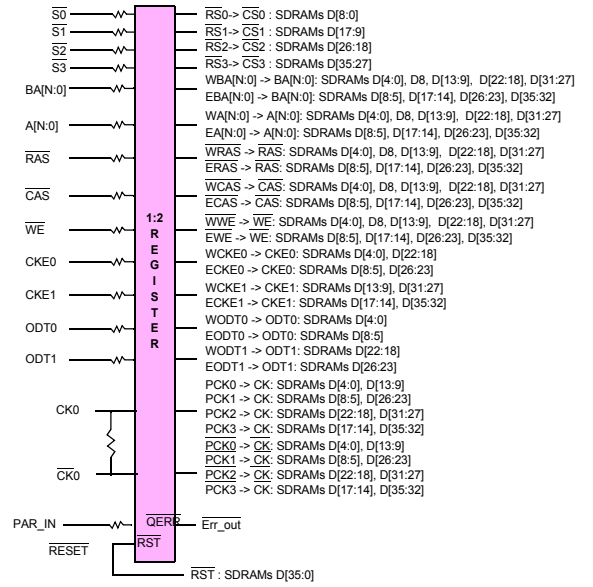 S0
S1
S2
S3
BA[N:0]
A[N:0]
RAS
CAS
WE
CKE0
CKE1
ODT0
ODT1
CK0
CK0
PAR_IN
RESET
1:2
R
E
G
I
S
T
E
R
QERR
RST
RS0-> CS0 : SDRAMs D[8:0]
RS1-> CS1 : SDRAMs D[17:9]
RS2-> CS2 : SDRAMs D[26:18]
RS3-> CS3 : SDRAMs D[35:27]
WBA[N:0] -> BA[N:0]: SDRAMs D[4:0], D8, D[13:9], D[22:18], D[31:27]
EBA[N:0] -> BA[N:0]: SDRAMs D[8:5], D[17:14], D[26:23], D[35:32]
WA[N:0] -> A[N:0]: SDRAMs D[4:0], D8, D[13:9], D[22:18], D[31:27]
EA[N:0] -> A[N:0]: SDRAMs D[8:5], D[17:14], D[26:23], D[35:32]
WRAS -> RAS: SDRAMs D[4:0], D8, D[13:9], D[22:18], D[31:27]
ERAS -> RAS: SDRAMs D[8:5], D[17:14], D[26:23], D[35:32]
WCAS -> CAS: SDRAMs D[4:0], D8, D[13:9], D[22:18], D[31:27]
ECAS -> CAS: SDRAMs D[8:5], D[17:14], D[26:23], D[35:32]
WWE -> WE: SDRAMs D[4:0], D8, D[13:9], D[22:18], D[31:27]
EWE -> WE: SDRAMs D[8:5], D[17:14], D[26:23], D[35:32]
WCKE0 -> CKE0: SDRAMs D[4:0], D[22:18]
ECKE0 -> CKE0: SDRAMs D[8:5], D[26:23]
WCKE1 -> CKE1: SDRAMs D[13:9], D[31:27]
ECKE1 -> CKE1: SDRAMs D[17:14], D[35:32]
WODT0 -> ODT0: SDRAMs D[4:0]
EODT0 -> ODT0: SDRAMs D[8:5]
WODT1 -> ODT1: SDRAMs D[22:18]
EODT1 -> ODT1: SDRAMs D[26:23]
PCK0 -> CK: SDRAMs D[4:0], D[13:9]
PCK1 -> CK: SDRAMs D[8:5], D[26:23]
PCK2 -> CK: SDRAMs D[22:18], D[31:27]
PCK3 -> CK: SDRAMs D[17:14], D[35:32]
PCK0 -> CK: SDRAMs D[4:0], D[13:9]
PCK1 -> CK: SDRAMs D[8:5], D[26:23]
PCK2 -> CK: SDRAMs D[22:18], D[31:27]
PCK3 -> CK: SDRAMs D[17:14], D[35:32]
Err_out
RST : SDRAMs D[35:0]